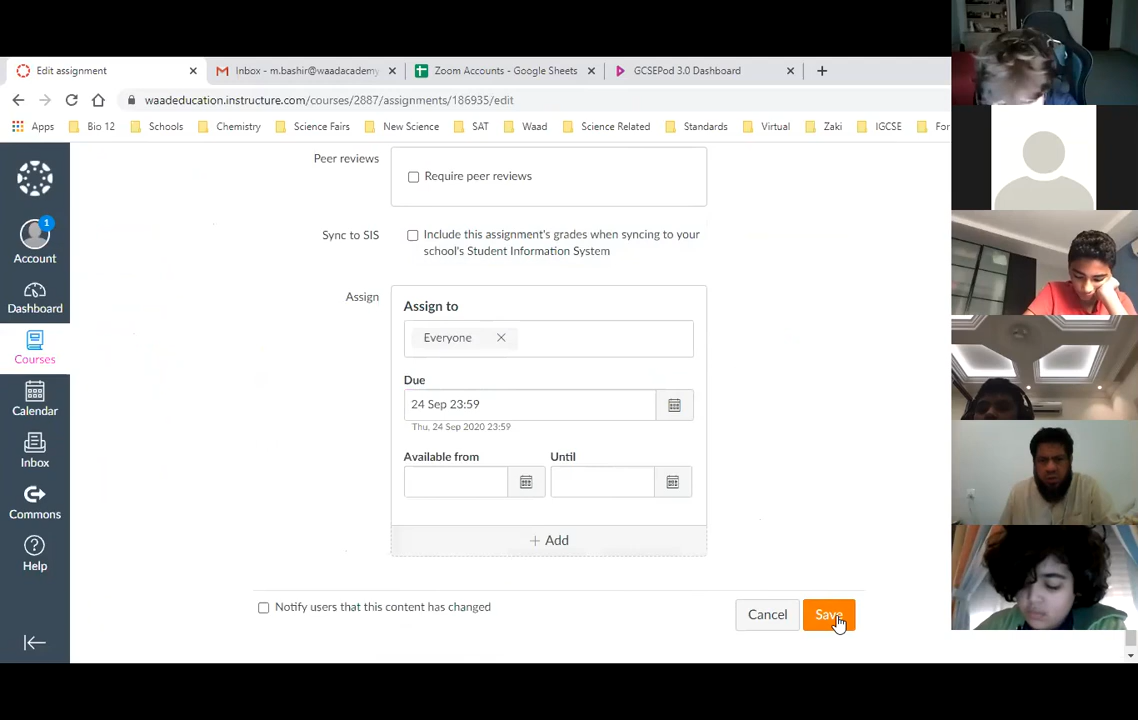 Edit assignment
Inbox - m.bashir@waadacademy
Zoom Accounts - Google Sheets
GCSEPod 3.0 Dashboard
waadeducation.instructure.com/courses/2887/assignments/186935/edit
Apps Bio 12 Schools Chemistry Science Fairs New Science SAT Waad Science Related Standards Virtual Zaki IGCSE For
1
Account
Dashboard
Courses
Calendar
Inbox
Commons
Help
Peer reviews
Require peer reviews
Sync to SIS
Include this assignment's grades when syncing to your
school's Student Information System
Assign
Assign to
Everyone
Due
24 Sep 23:59
Thu, 24 Sep 2020 23:59
Available from Until
+ Add
Notify users that this content has changed
Cancel
Save